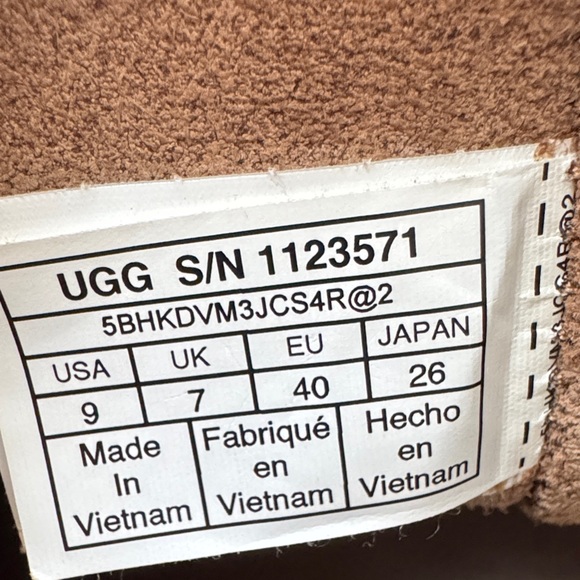 UGG S/N 1123571
5BHKDVM3JCS4R@2
USA UK EU JAPAN
9 7 40 26
Made In Vietnam
Fabriqué en Vietnam
Hecho en Vietnam